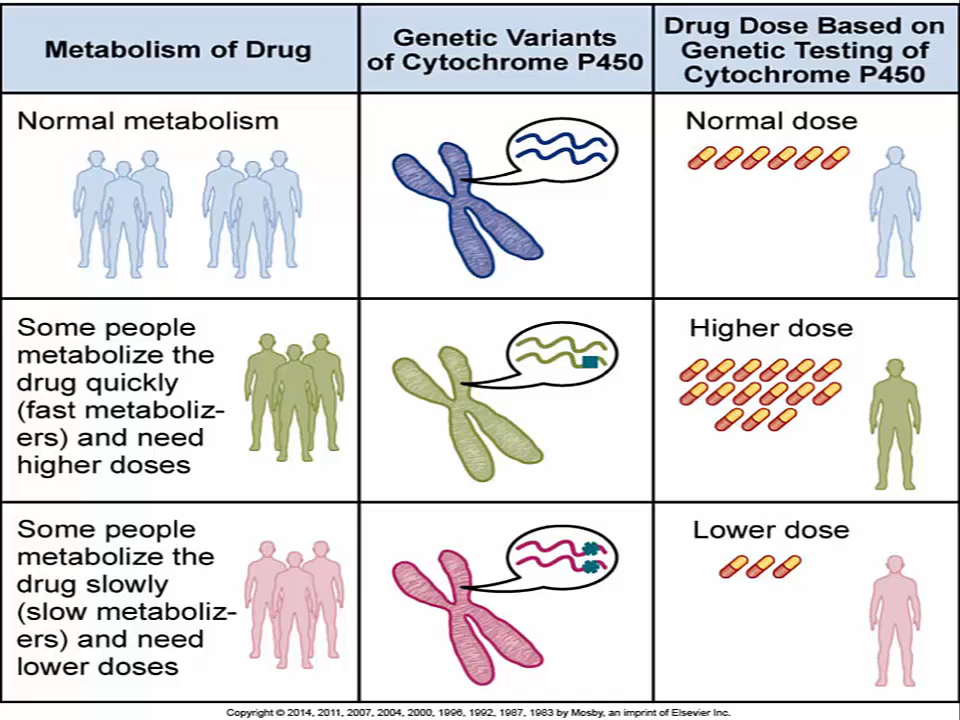 Metabolism of Drug
Genetic Variants
of Cytochrome P450
Drug Dose Based on
Genetic Testing of
Cytochrome P450
Normal metabolism
Normal dose
Some people
metabolize the
drug quickly
(fast metaboliz-
ers) and need
higher doses
Higher dose
Some people
metabolize the
drug slowly
(slow metaboliz-
ers) and need
lower doses
Lower dose
Copyright © 2014, 2011, 2007, 2004, 2000, 1996, 1992, 1987, 1983 by Mosby, an imprint of Elsevier Inc.